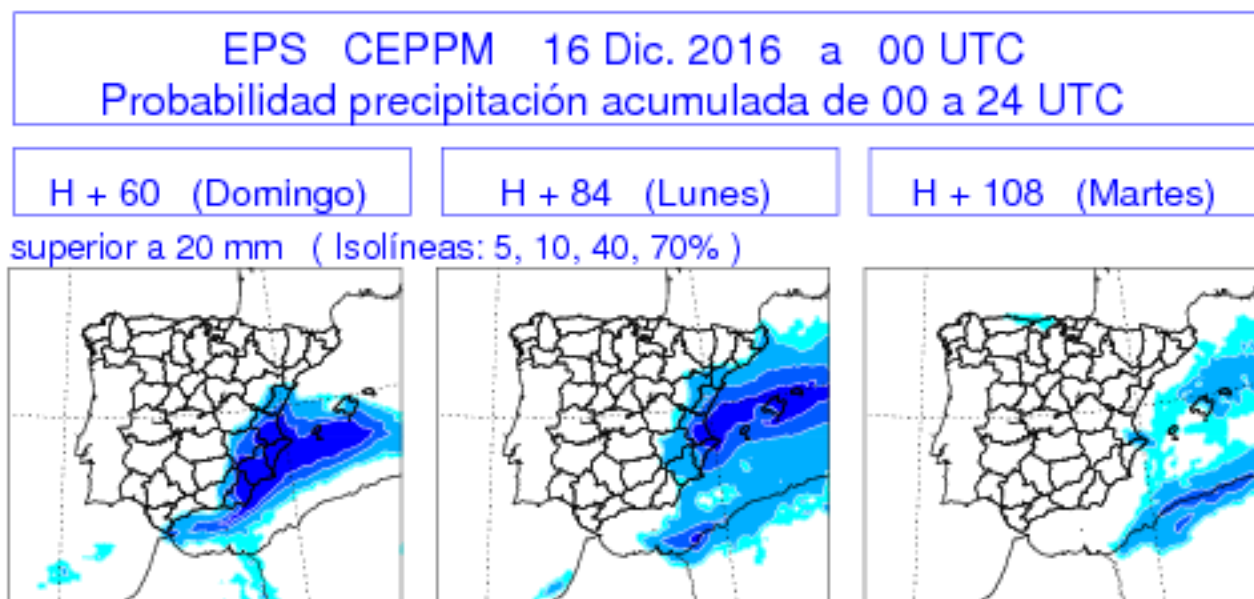 EPS CEPPM 16 Dic. 2016 a 00 UTC
Probabilidad precipitación acumulada de 00 a 24 UTC
H + 60 (Domingo)
H + 84 (Lunes)
H + 108 (Martes)
superior a 20 mm ( Isolíneas: 5, 10, 40, 70% )